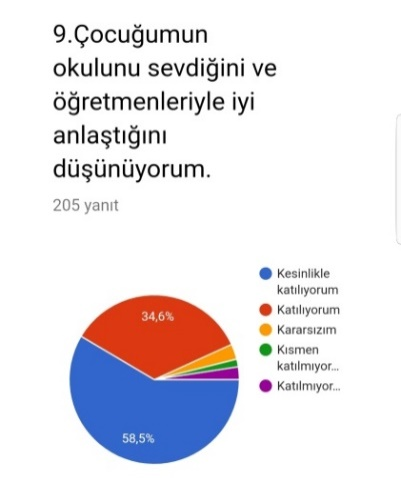 9.Çocuğumun
okulunu sevdiğini ve
öğretmenleriyle iyi
anlaştığını
düşünüyorum.
205 yanıt
Kesinlikle
katılıyorum
Katılıyorum
Kararsızım
Kısmen
katılmıyor...
Katılmıyor...
34,6%
58,5%